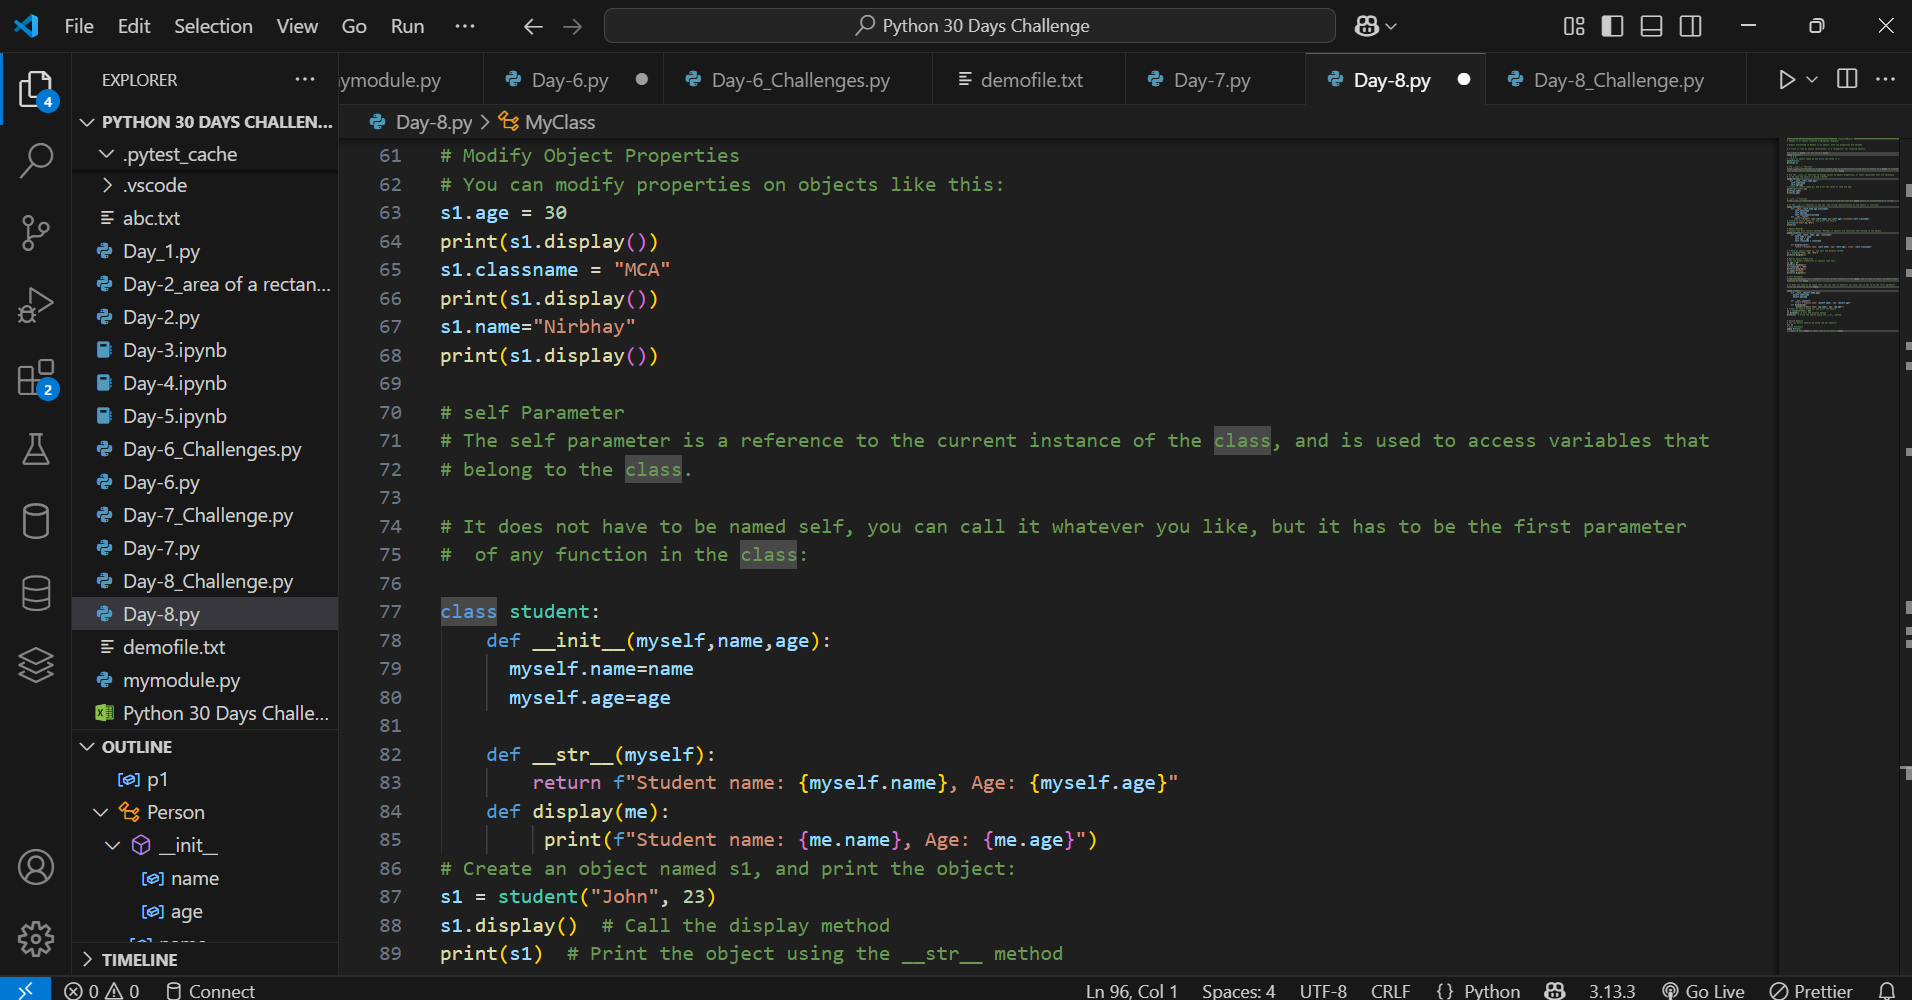 File Edit Selection View Go Run ··· Python 30 Days Challenge
EXPLORER ···
ymodule.py Day-6.py Day-6_Challenges.py demofile.txt Day-7.py Day-8.py Day-8_Challenge.py ···
Day-8.py > MyClass
4
2
PYTHON 30 DAYS CHALLEN...
.pytest_cache
.vscode
abc.txt
Day_1.py
Day-2_area of a rectan...
Day-2.py
Day-3.ipynb
Day-4.ipynb
Day-5.ipynb
Day-6_Challenges.py
Day-6.py
Day-7_Challenge.py
Day-7.py
Day-8_Challenge.py
Day-8.py
demofile.txt
mymodule.py
Python 30 Days Challe...
OUTLINE
p1
Person
__init__
name
age
TIMELINE
61 # Modify Object Properties
62 # You can modify properties on objects like this:
63 s1.age = 30
64 print(s1.display())
65 s1.classname = "MCA"
66 print(s1.display())
67 s1.name="Nirbhay"
68 print(s1.display())
69
70 # self Parameter
71 # The self parameter is a reference to the current instance of the class, and is used to access variables that
72 # belong to the class.
73
74 # It does not have to be named self, you can call it whatever you like, but it has to be the first parameter
75 #  of any function in the class:
76
77 class student:
78     def __init__(myself,name,age):
79       myself.name=name
80       myself.age=age
81
82     def __str__(myself):
83         return f"Student name: {myself.name}, Age: {myself.age}"
84     def display(me):
85          print(f"Student name: {me.name}, Age: {me.age}")
86 # Create an object named s1, and print the object:
87 s1 = student("John", 23)
88 s1.display()  # Call the display method
89 print(s1)  # Print the object using the __str__ method
0 0 Connect Ln 96, Col 1 Spaces: 4 UTF-8 CRLF {} Python 3.13.3 Go Live Prettier